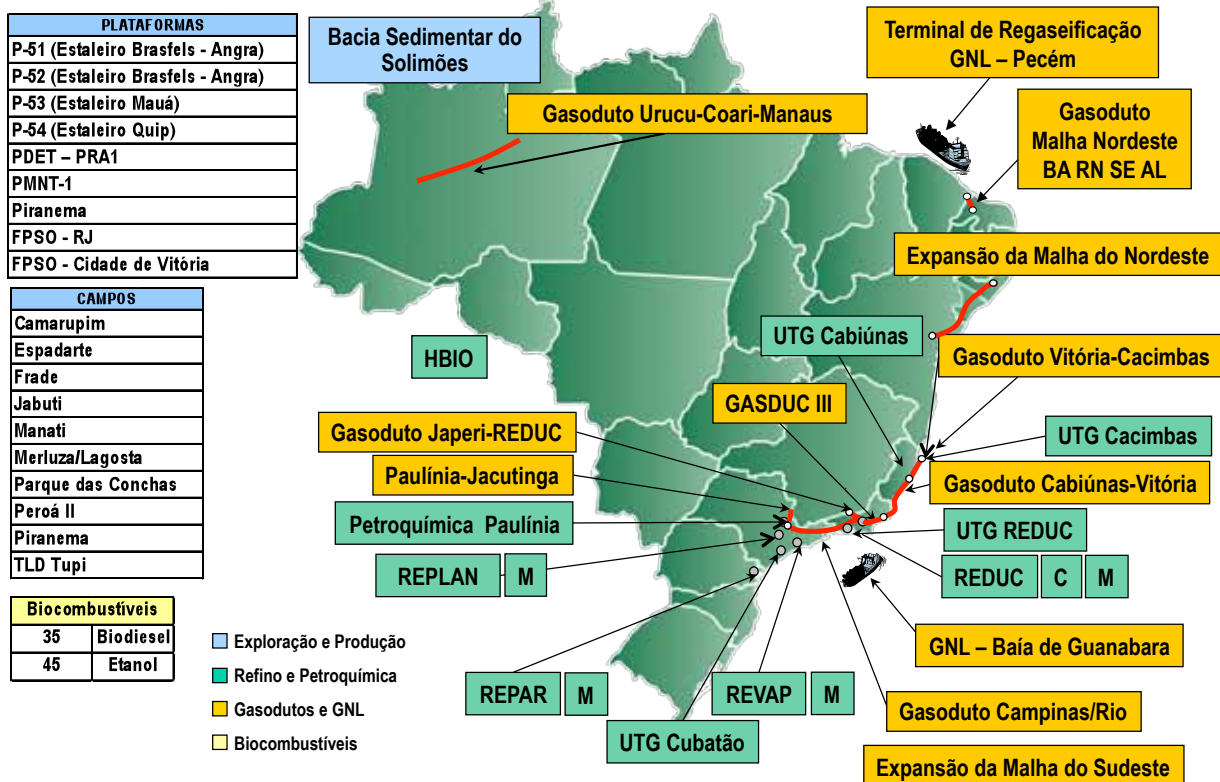 PLATAFORMAS
P-51 (Estaleiro Brasfels - Angra)
P-52 (Estaleiro Brasfels - Angra)
P-53 (Estaleiro Mauá)
P-54 (Estaleiro Quip)
PDET – PRA1
PMNT-1
Piranema
FPSO - RJ
FPSO - Cidade de Vitória
CAMPOS
Camarupim
Espadarte
Frade
Jabuti
Manati
Merluza/Lagosta
Parque das Conchas
Peroá II
Piranema
TLD Tupi
Biocombustíveis
35 Biodiesel
45 Etanol
Exploração e Produção
Refino e Petroquímica
Gasodutos e GNL
Biocombustíveis
Bacia Sedimentar do
Solimões
Gasoduto Urucu-Coari-Manaus
Terminal de Regaseificação
GNL – Pecém
Gasoduto
Malha Nordeste
BA RN SE AL
Expansão da Malha do Nordeste
UTG Cabiúnas
HBIO
Gasoduto Vitória-Cacimbas
GASDUC III
Gasoduto Japeri-REDUC
UTG Cacimbas
Paulínia-Jacutinga
Gasoduto Cabiúnas-Vitória
Petroquímica Paulínia
UTG REDUC
REPLAN M
REDUC C M
GNL – Baía de Guanabara
REPAR M
REVAP M
Gasoduto Campinas/Rio
UTG Cubatão
Expansão da Malha do Sudeste